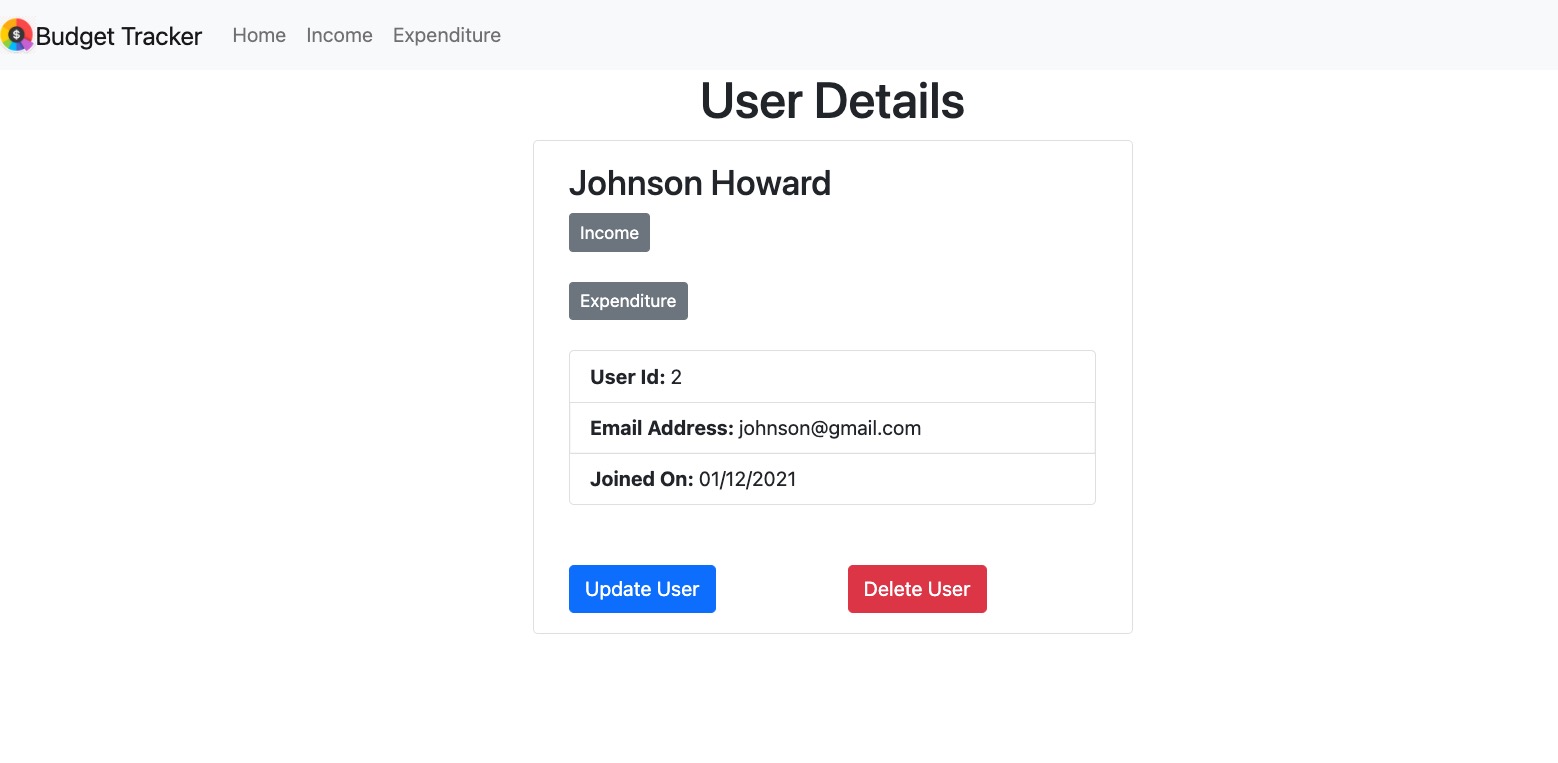 $
Budget Tracker Home Income Expenditure
User Details
Johnson Howard
Income
Expenditure
User Id: 2
Email Address: johnson@gmail.com
Joined On: 01/12/2021
Update User Delete User